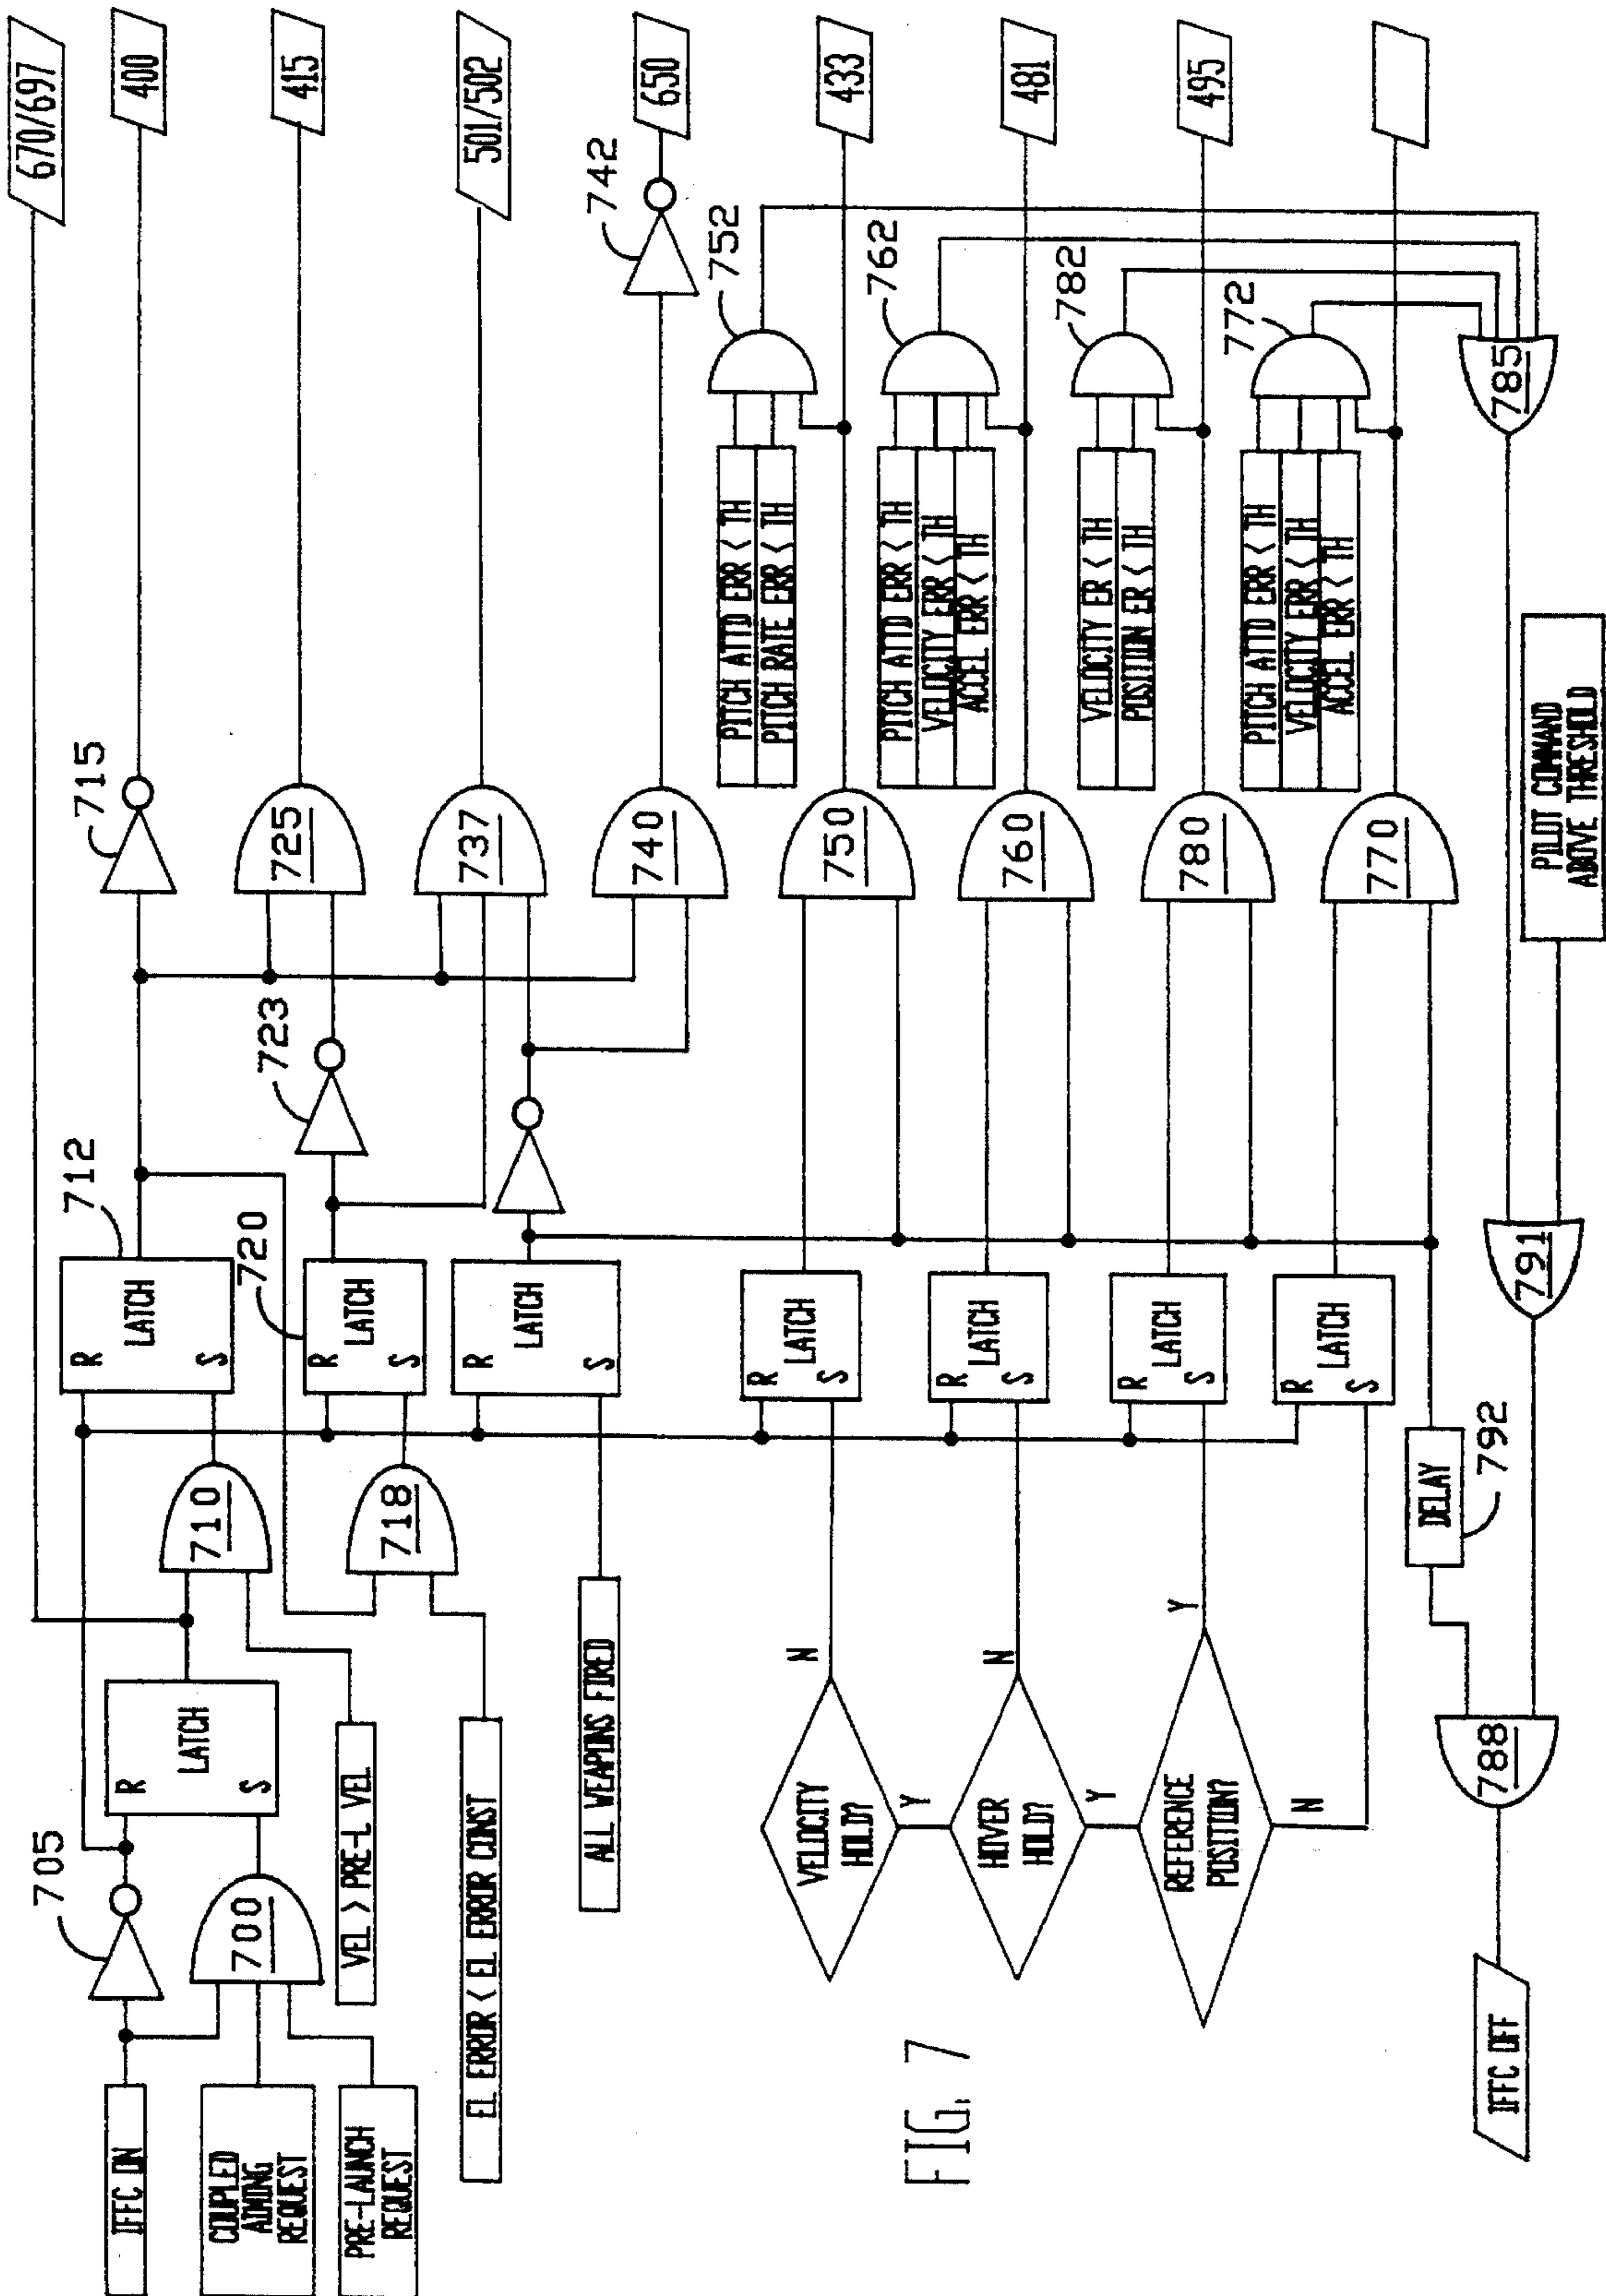 670/697
400
415
501/502
650
433
481
495
705
IFFC ON
COUPLED
AIMING
REQUEST
PRE-LAUNCH
REQUEST
700
R
LATCH
S
VEL > PRE-L VEL
710
712
R
LATCH
S
715
EL ERROR < EL ERROR CONST
718
720
R
LATCH
S
723
725
ALL WEAPONS FIRED
R
LATCH
S
737
740
742
VELOCITY
HOLD?
N
Y
R
LATCH
S
750
PITCH ATTD ERR < TH
PITCH RATE ERR < TH
752
HOVER
HOLD?
N
Y
R
LATCH
S
760
PITCH ATTD ERR < TH
VELOCITY ERR < TH
ACCEL ERR < TH
762
REFERENCE
POSITION?
Y
N
R
LATCH
S
780
VELOCITY ER < TH
POSITION ER < TH
782
R
LATCH
S
770
PITCH ATTD ERR < TH
VELOCITY ERR < TH
ACCEL ERR < TH
772
785
DELAY
792
PILOT COMMAND
ABOVE THRESHOLD
791
788
IFFC OFF
FIG. 7